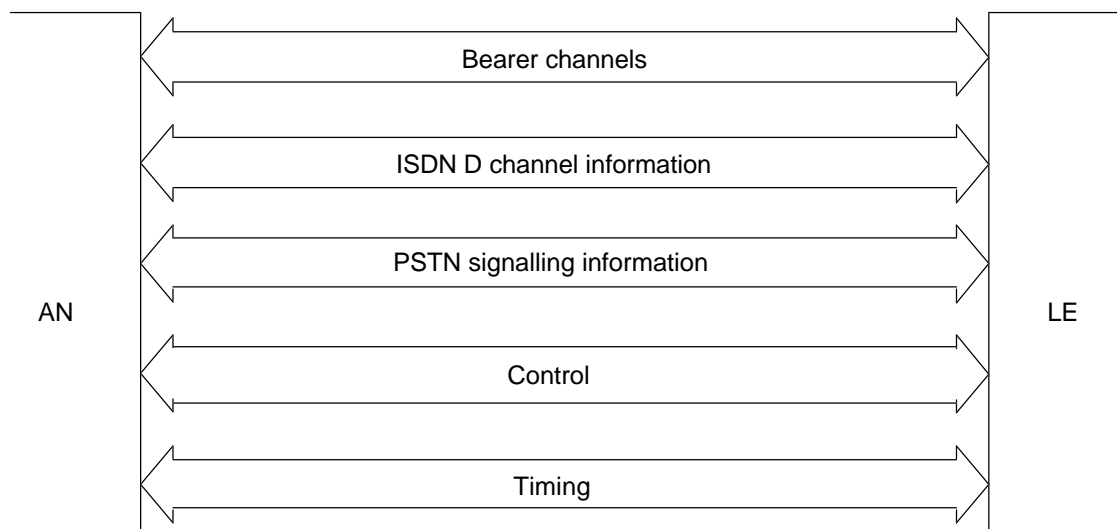 Bearer channels
ISDN D channel information
PSTN signalling information
AN
LE
Control
Timing